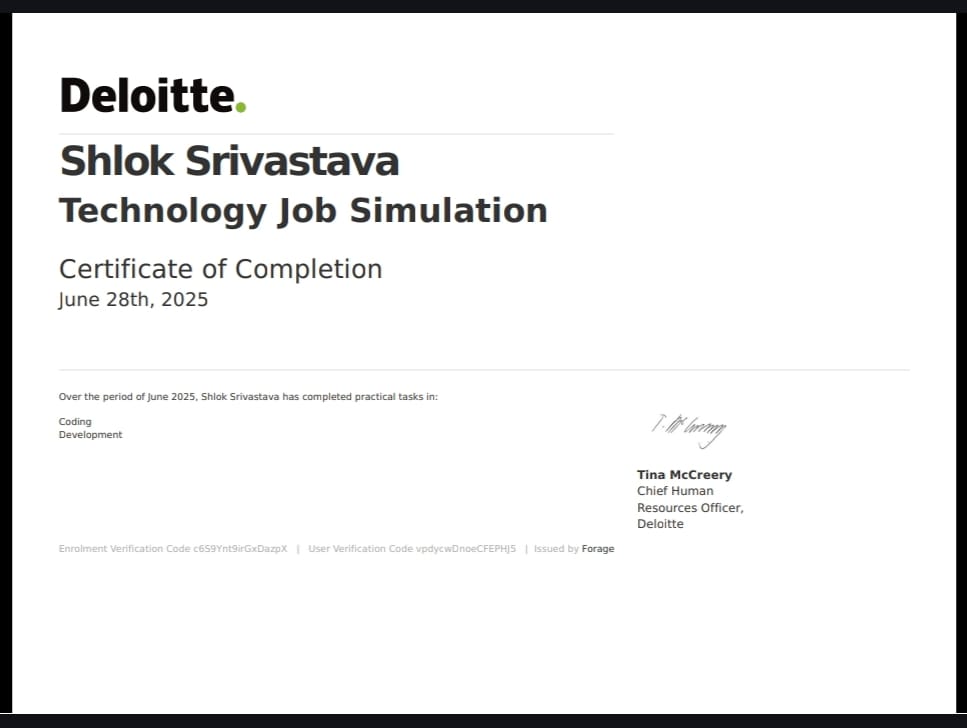 Deloitte.
Shlok Srivastava
Technology Job Simulation
Certificate of Completion
June 28th, 2025
Over the period of June 2025, Shlok Srivastava has completed practical tasks in:
Coding
Development
Tina McCreery
Chief Human
Resources Officer,
Deloitte
Enrolment Verification Code c6S9Ynt9irGxDazpX | User Verification Code vpdycwDnoeCFEPHJ5 | Issued by Forage